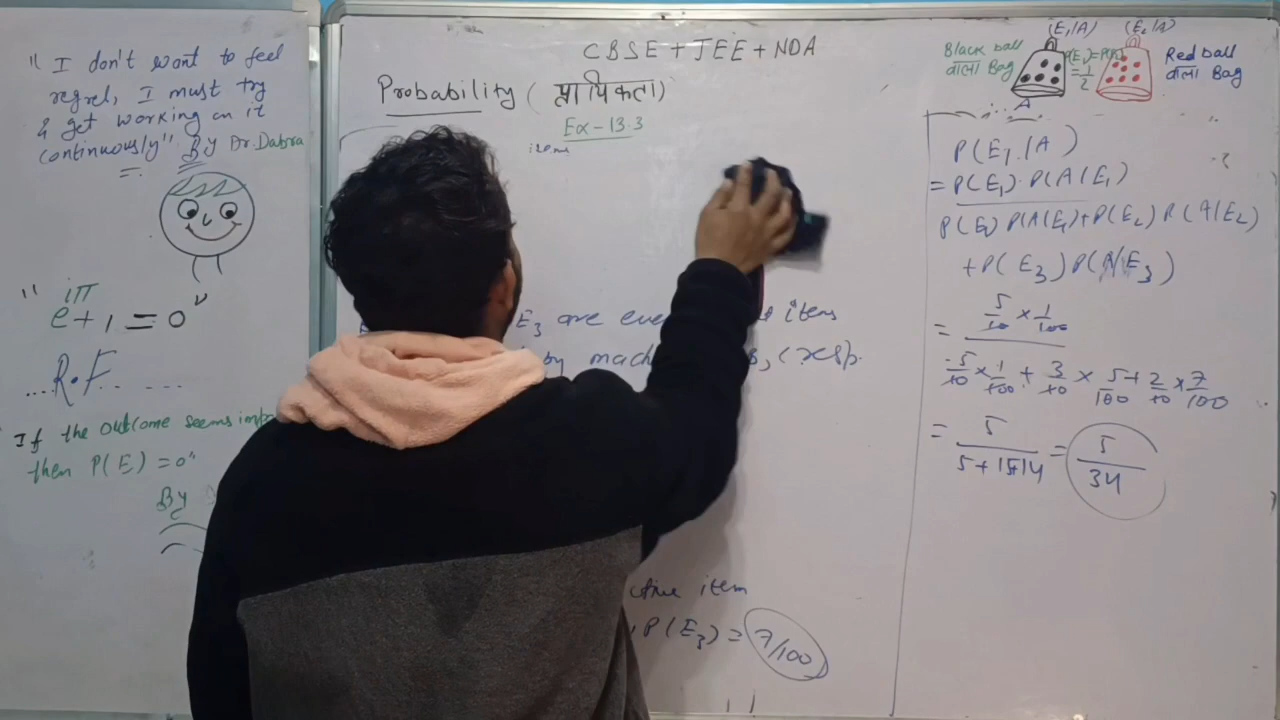 " I don't want to feel
regret, I must try
& get working on it
continuously" By Dr. Dabra
" e^iπ + 1 = 0"
....R.F.. ...
If the outcome seems
then P(E) = 0"
By
CBSE + JEE + NDA
Probability ( प्रायिकता)
Ex - 13.3
E3 are eve items
by mach s, (resp.
ctive item
, P(E3) = 7/100
(E1/A) (E2/A)
Black ball
वाला Bag
= 1/2
Red ball
वाला Bag
A
P(E1/A)
= P(E1)·P(A/E1)
P(E1) P(A/E1)+P(E2) P(A/E2)
+P(E3) P(A/E3)
= 5/10 × 1/100
5/10 × 1/100 + 3/10 × 5/100 + 2/10 × 7/100
= 5/5+15+14 = 5/34